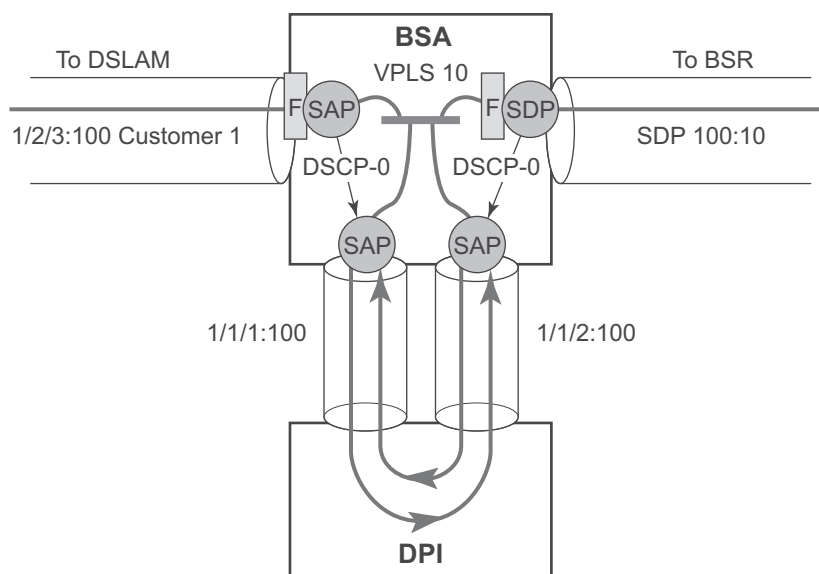 BSA
To DSLAM
VPLS 10
To BSR
F
SAP
F
SDP
1/2/3:100 Customer 1
SDP 100:10
DSCP-0
DSCP-0
SAP
SAP
1/1/1:100
1/1/2:100
DPI